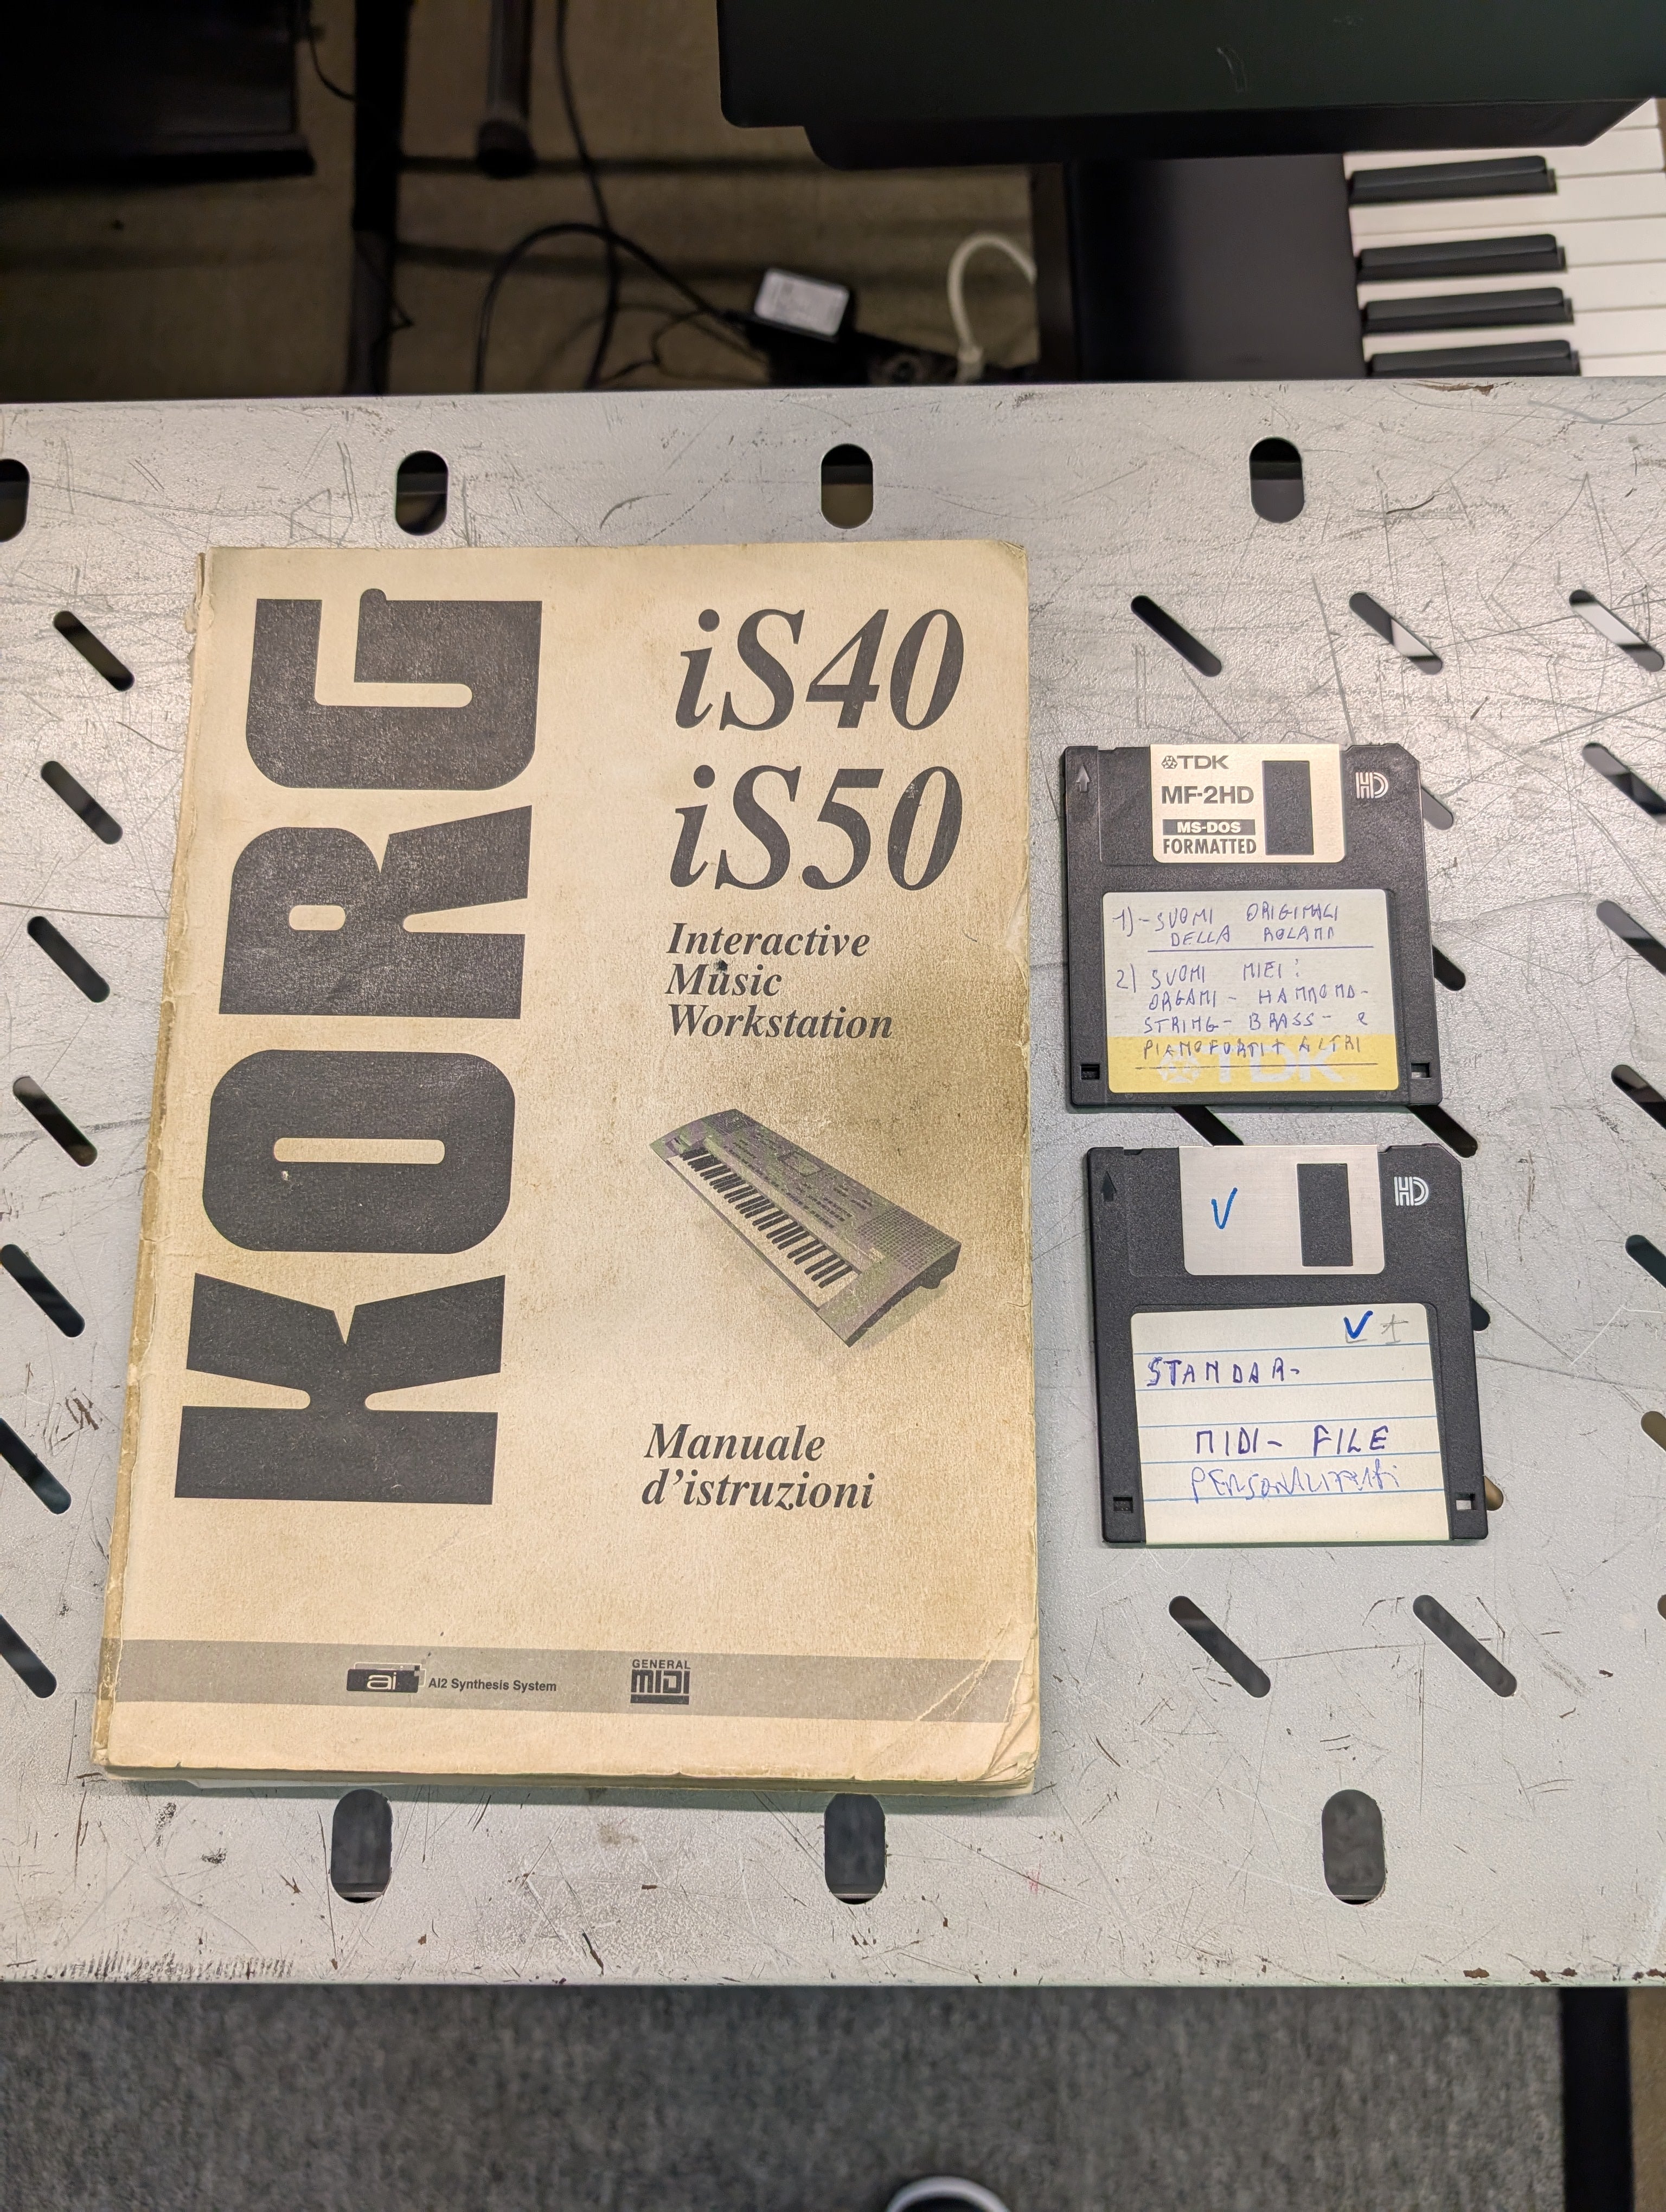 KORG
iS40
iS50
Interactive
Music
Workstation
Manuale
d'istruzioni
ai
AI2 Synthesis System
GENERAL
MIDI
TDK
MF-2HD
MS-DOS
FORMATTED
HD
1)-SUONI ORIGINALI
DELLA ROLAND
2) SUONI MIEI:
ORGANI - HAMMOND-
STRING- BRASS- e
PIANOFORTI + ALTRI
TDK
V
HD
V +
STANDAR-
MIDI- FILE
PERSONALIZZATI